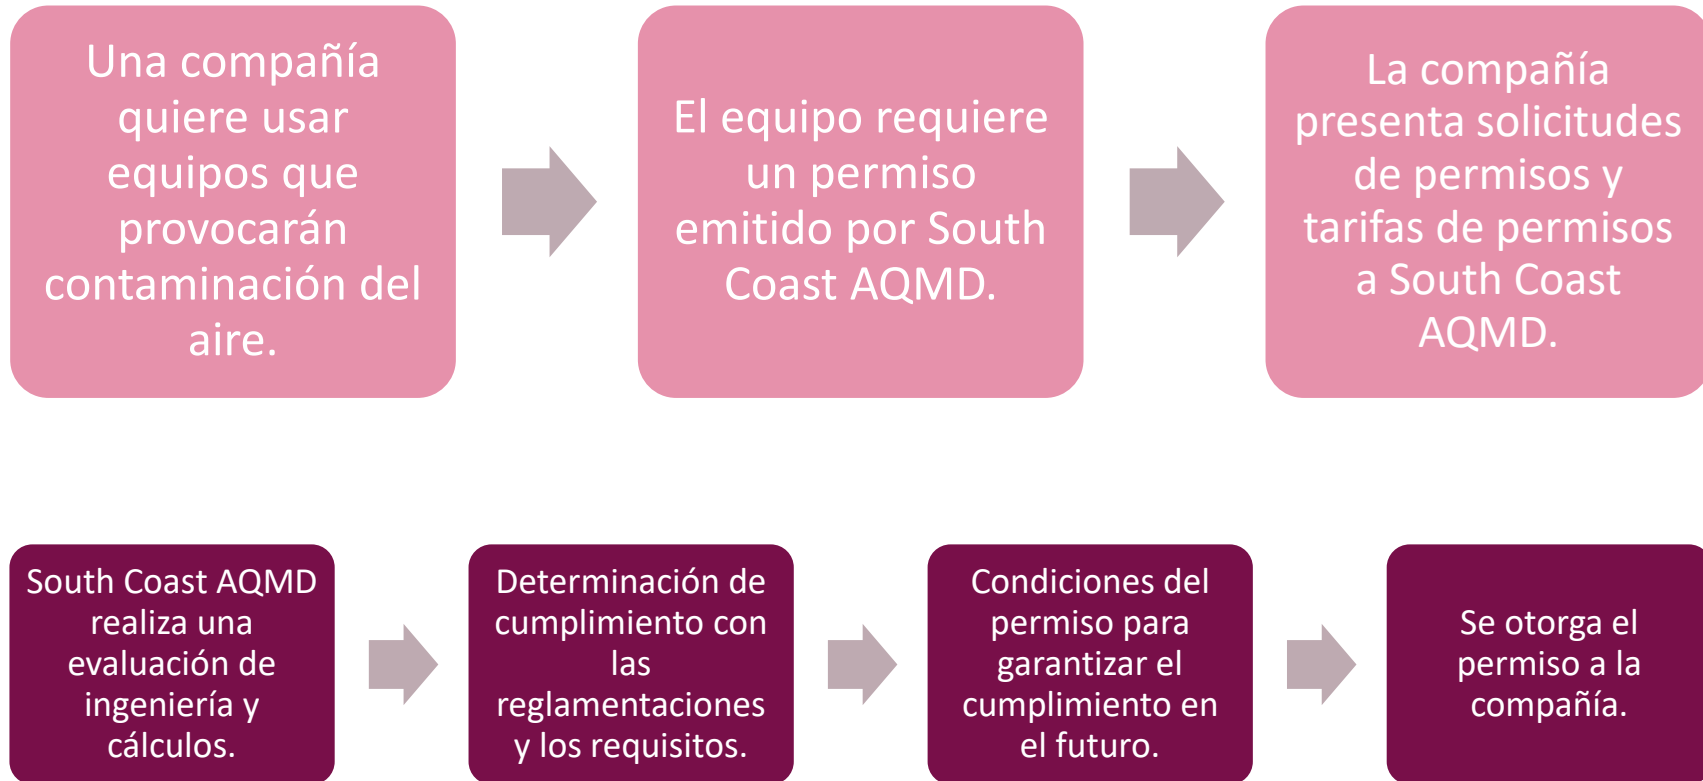 Una compañía
quiere usar
equipos que
provocarán
contaminación del
aire.
El equipo requiere
un permiso
emitido por South
Coast AQMD.
La compañía
presenta solicitudes
de permisos y
tarifas de permisos
a South Coast
AQMD.
South Coast AQMD
realiza una
evaluación de
ingeniería y
cálculos.
Determinación de
cumplimiento con
las
reglamentaciones
y los requisitos.
Condiciones del
permiso para
garantizar el
cumplimiento en
el futuro.
Se otorga el
permiso a la
compañía.